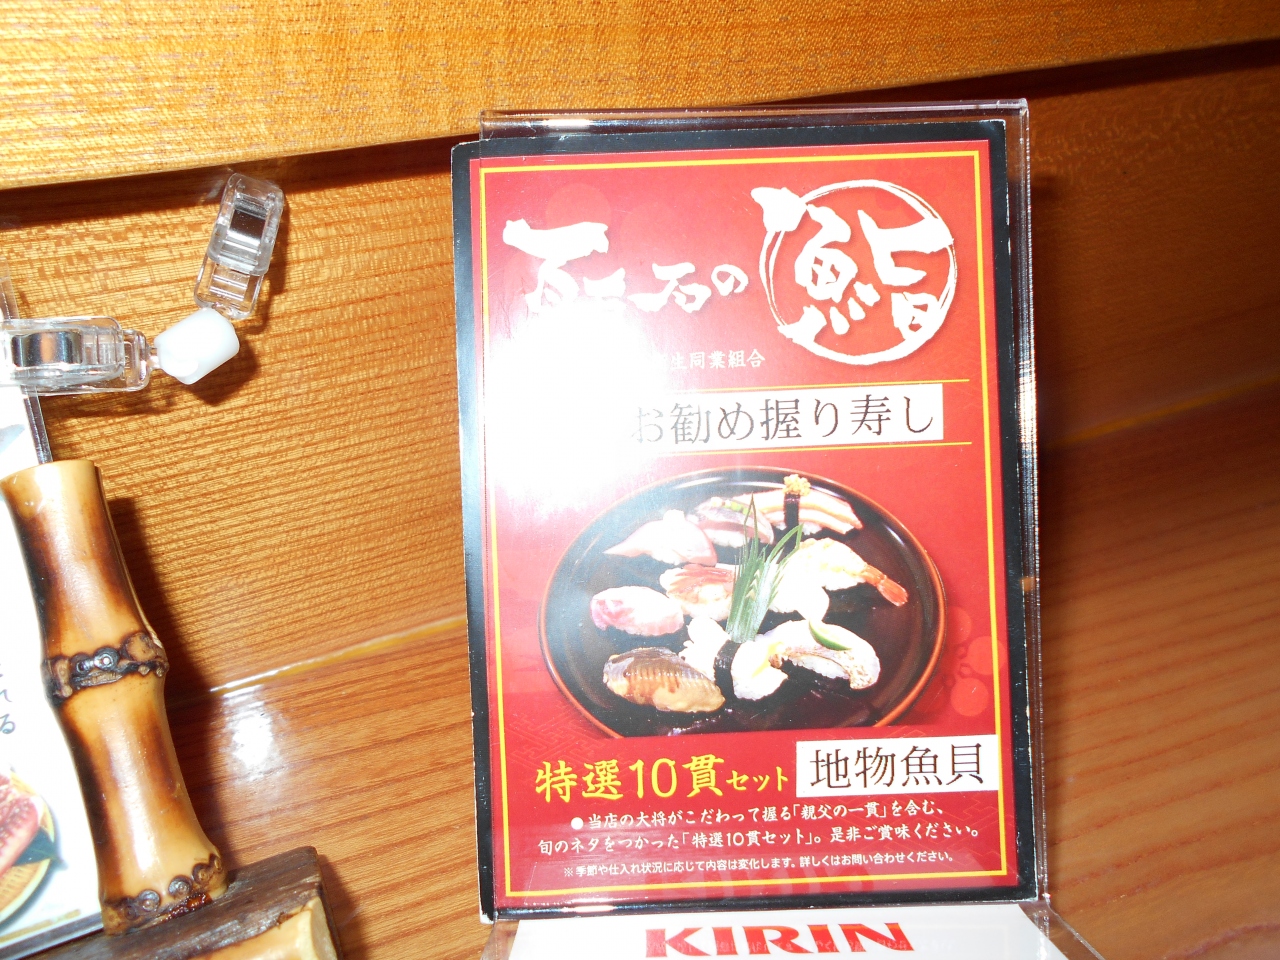 石の
鮨
生同業組合
お勧め握り寿し
特選10貫セット
地物魚貝
●当店の大将がこだわって握る「親父の一貫」を含む、
旬のネタをつかった「特選10貫セット」。是非ご賞味ください。
※季節や仕入れ状況に応じて内容は変化します。詳しくはお問い合わせください。
KIRIN
れる